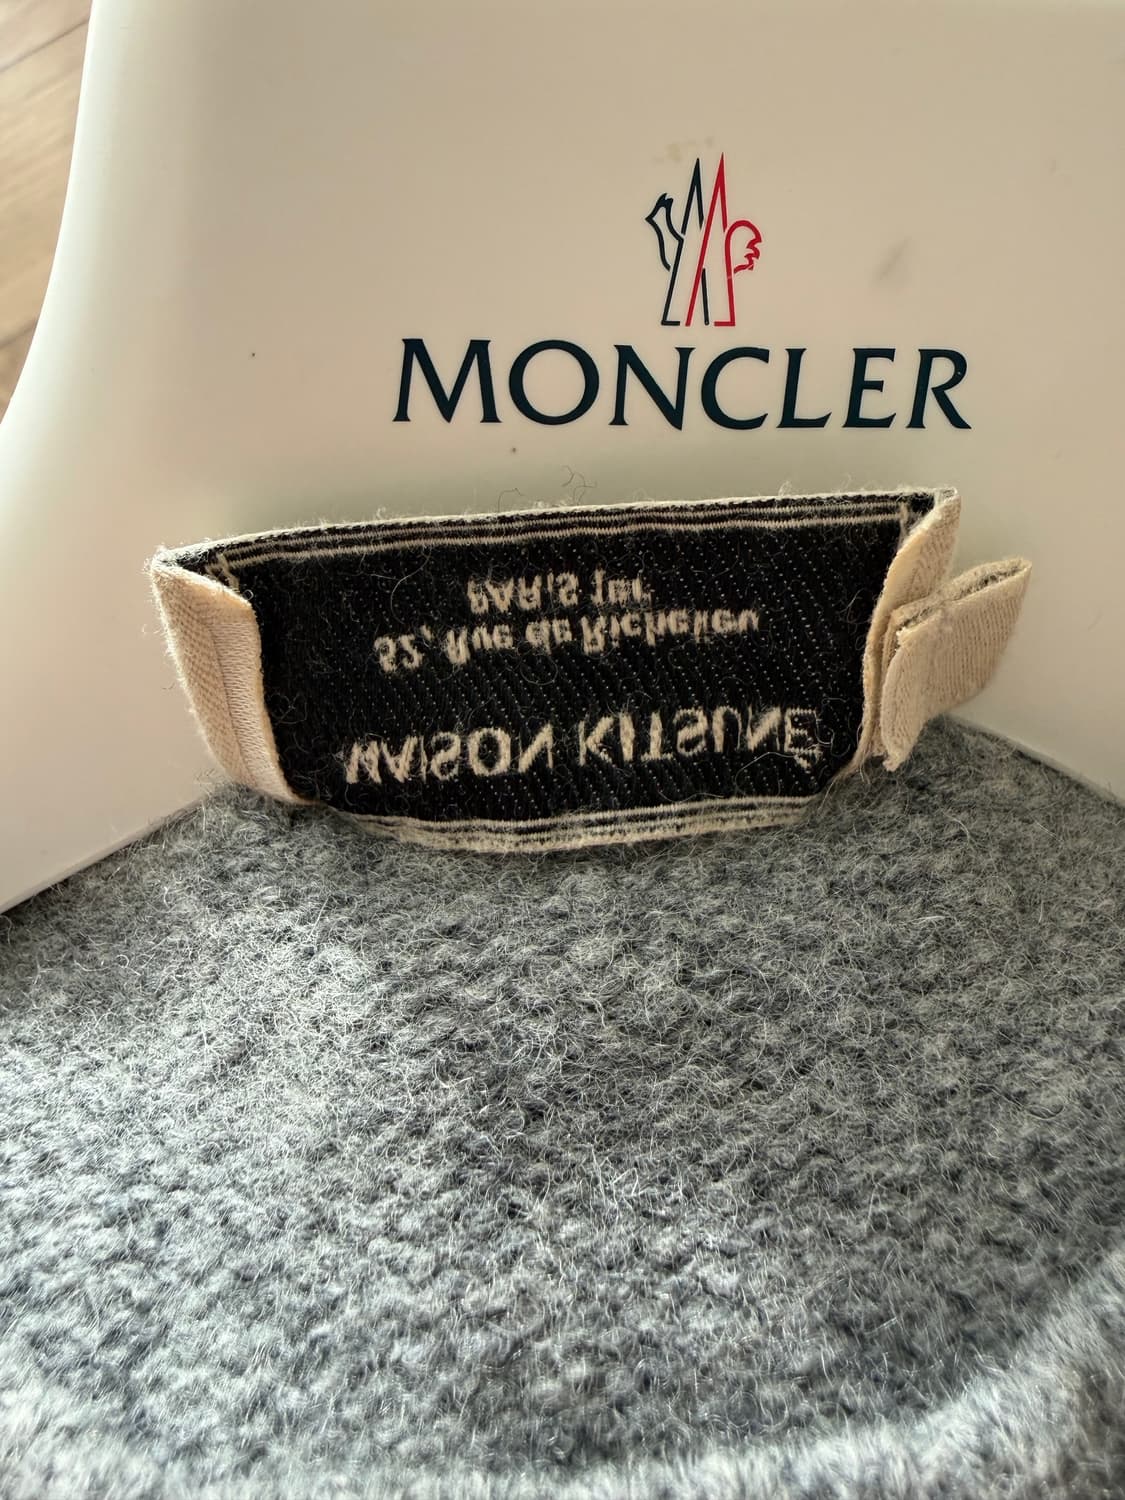 MONCLER
MAISON KITSUNÉ
52, Rue de Richelieu
PARIS 1er